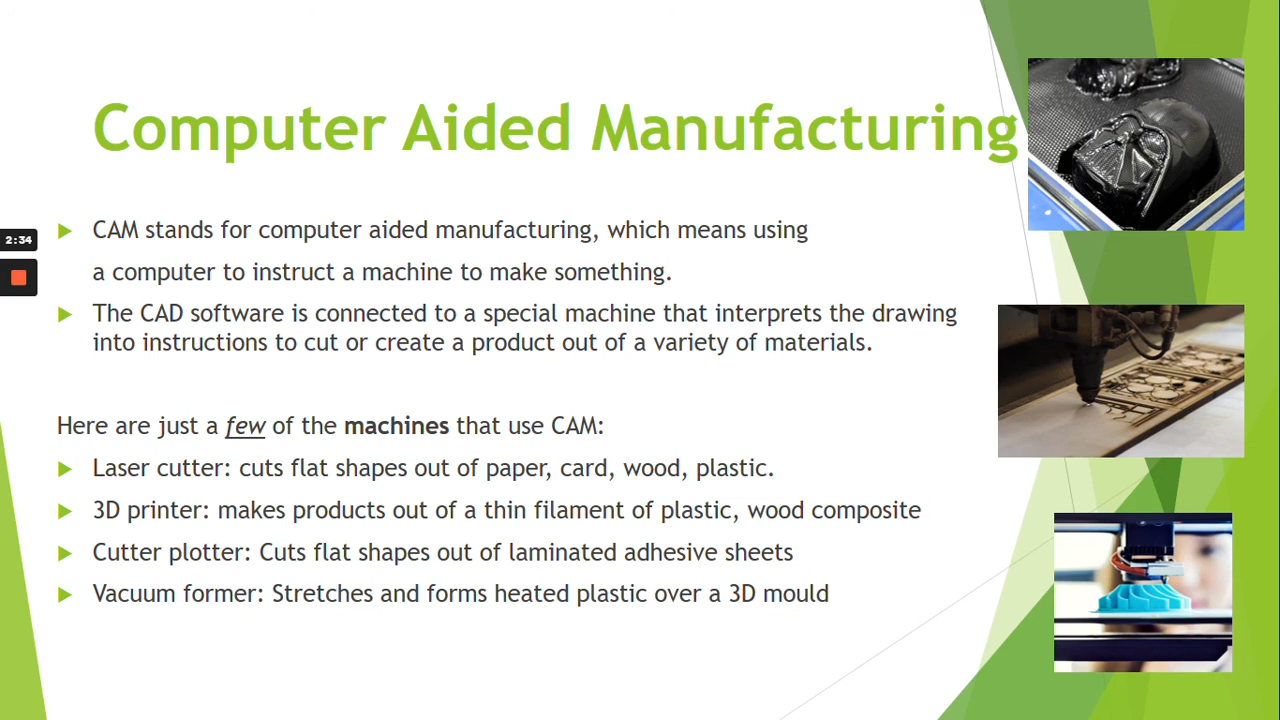 Computer Aided Manufacturing
CAM stands for computer aided manufacturing, which means using
a computer to instruct a machine to make something.
2:34
The CAD software is connected to a special machine that interprets the drawing
into instructions to cut or create a product out of a variety of materials.
Here are just a few of the machines that use CAM:
Laser cutter: cuts flat shapes out of paper, card, wood, plastic.
3D printer: makes products out of a thin filament of plastic, wood composite
Cutter plotter: Cuts flat shapes out of laminated adhesive sheets
Vacuum former: Stretches and forms heated plastic over a 3D mould